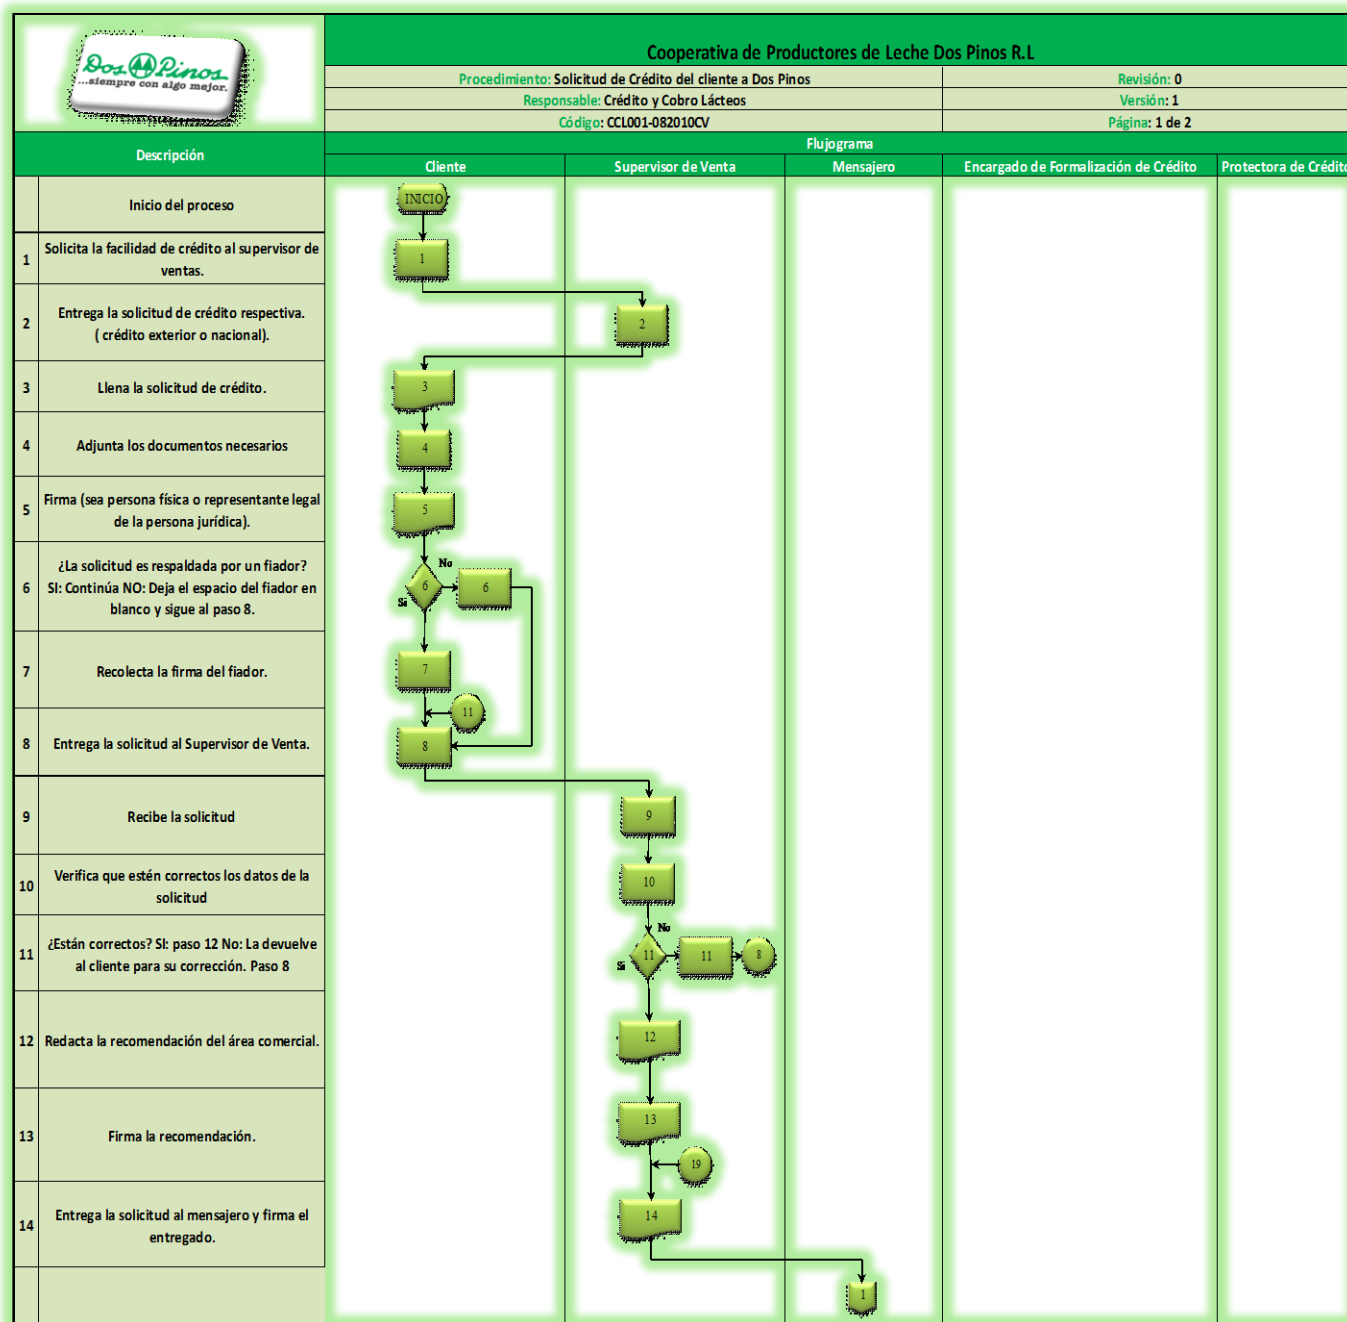 Dos Pinos
...siempre con algo mejor.
Cooperativa de Productores de Leche Dos Pinos R.L
Procedimiento: Solicitud de Crédito del cliente a Dos Pinos
Revisión: 0
Responsable: Crédito y Cobro Lácteos
Versión: 1
Código: CCL001-082010CV
Página: 1 de 2
Descripción
Flujograma
Cliente
Supervisor de Venta
Mensajero
Encargado de Formalización de Crédito
Protectora de Crédito
Inicio del proceso
INICIO
1
Solicita la facilidad de crédito al supervisor de
ventas.
1
2
Entrega la solicitud de crédito respectiva.
( crédito exterior o nacional).
2
3
Llena la solicitud de crédito.
3
4
Adjunta los documentos necesarios
4
5
Firma (sea persona física o representante legal
de la persona jurídica).
5
6
¿La solicitud es respaldada por un fiador?
SI: Continúa NO: Deja el espacio del fiador en
blanco y sigue al paso 8.
No
6
6
Si
7
Recolecta la firma del fiador.
7
11
8
Entrega la solicitud al Supervisor de Venta.
8
9
Recibe la solicitud
9
10
Verifica que estén correctos los datos de la
solicitud
10
11
¿Están correctos? SI: paso 12 No: La devuelve
al cliente para su corrección. Paso 8
No
11
11
8
Si
12
Redacta la recomendación del área comercial.
12
13
Firma la recomendación.
13
19
14
Entrega la solicitud al mensajero y firma el
entregado.
14
1